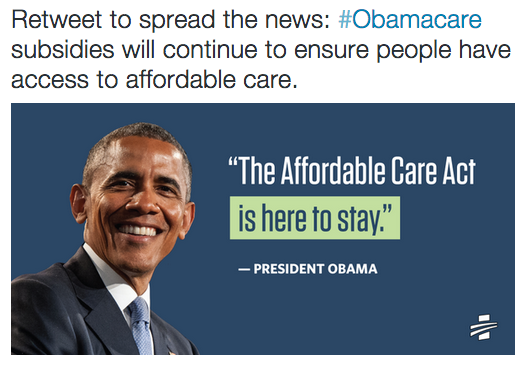 Retweet to spread the news: #Obamacare
subsidies will continue to ensure people have
access to affordable care.
“The Affordable Care Act
is here to stay.”
— PRESIDENT OBAMA